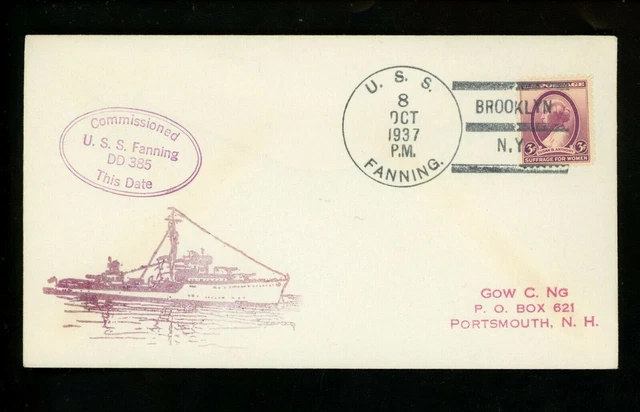 Commissioned
U. S. S. Fanning
DD 385
This Date
U. S. S.
8
OCT
1937
P.M.
FANNING.
BROOKLYN
N.Y.
3¢ 3¢
SUFFRAGE FOR WOMEN
GOW C. NG
P. O. BOX 621
PORTSMOUTH, N. H.